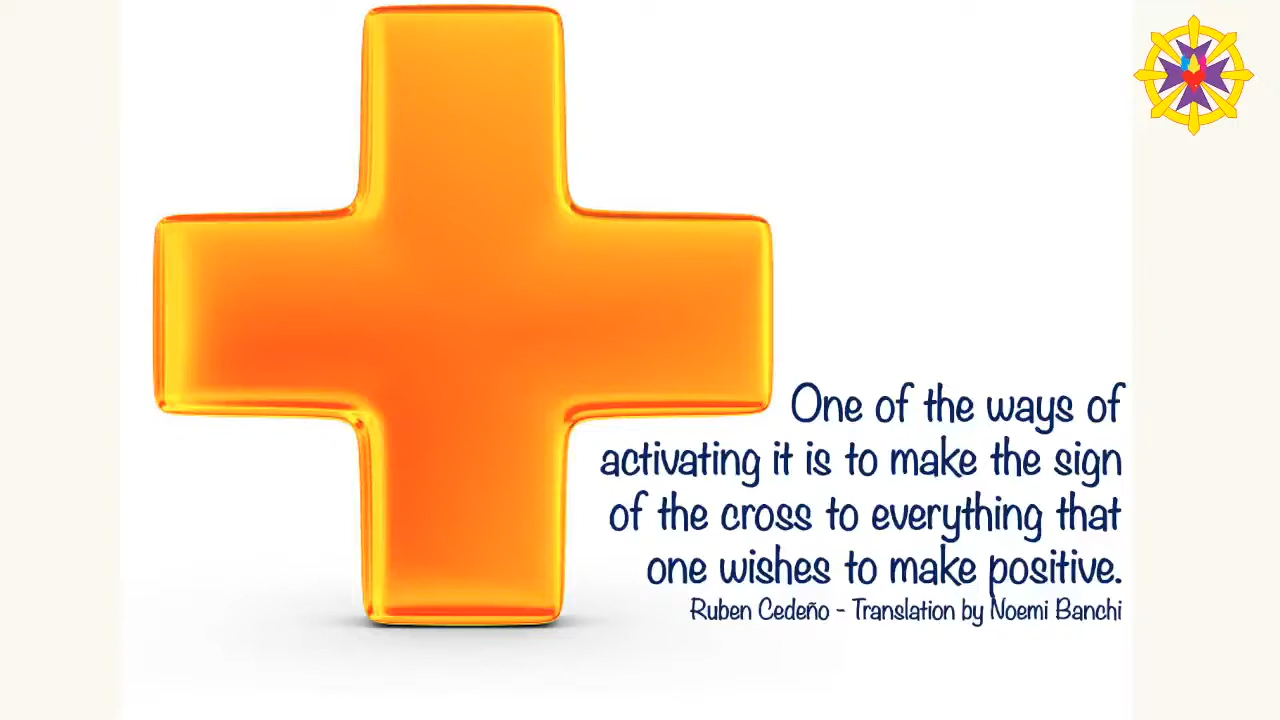 One of the ways of
activating it is to make the sign
of the cross to everything that
one wishes to make positive.
Ruben Cedeño - Translation by Noemi Banchi